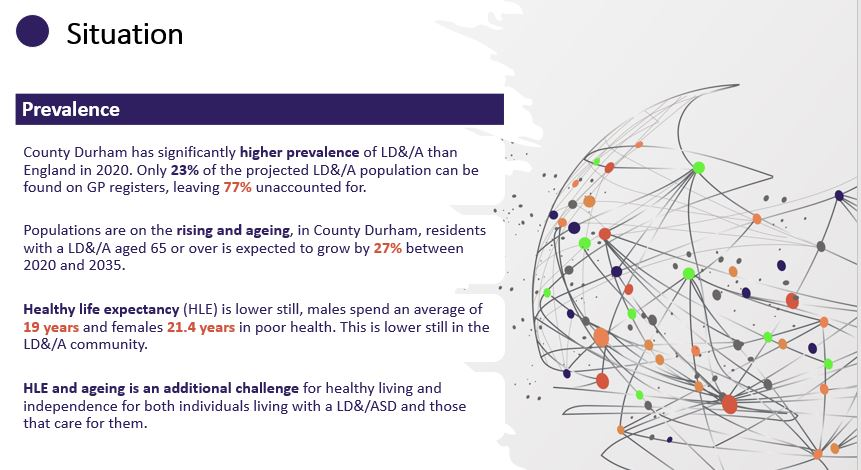 Situation
Prevalence
County Durham has significantly higher prevalence of LD&/A than
England in 2020. Only 23% of the projected LD&/A population can be
found on GP registers, leaving 77% unaccounted for.
Populations are on the rising and ageing, in County Durham, residents
with a LD&/A aged 65 or over is expected to grow by 27% between
2020 and 2035.
Healthy life expectancy (HLE) is lower still, males spend an average of
19 years and females 21.4 years in poor health. This is lower still in the
LD&/A community.
HLE and ageing is an additional challenge for healthy living and
independence for both individuals living with a LD&/ASD and those
that care for them.